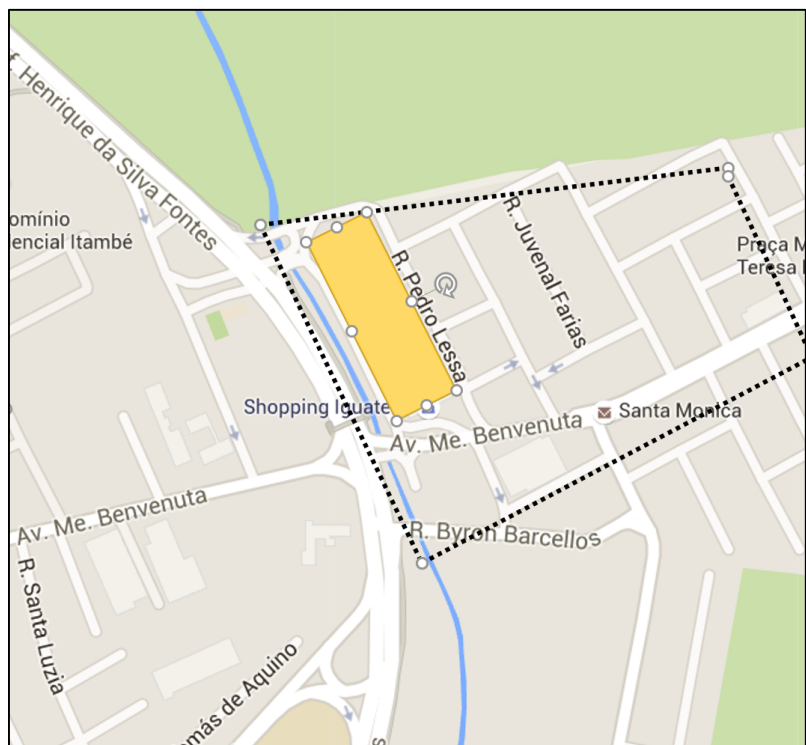 f. Henrique da Silva Fontes
omínio
encial Itambé
R. Juvenal Farias
Praça M
Teresa
R. Pedro Lessa
Shopping Iguate
Santa Monica
Av. Me. Benvenuta
Av. Me. Benvenuta
R. Byron Barcellos
R. Santa Luzia
omás de Aquino
s